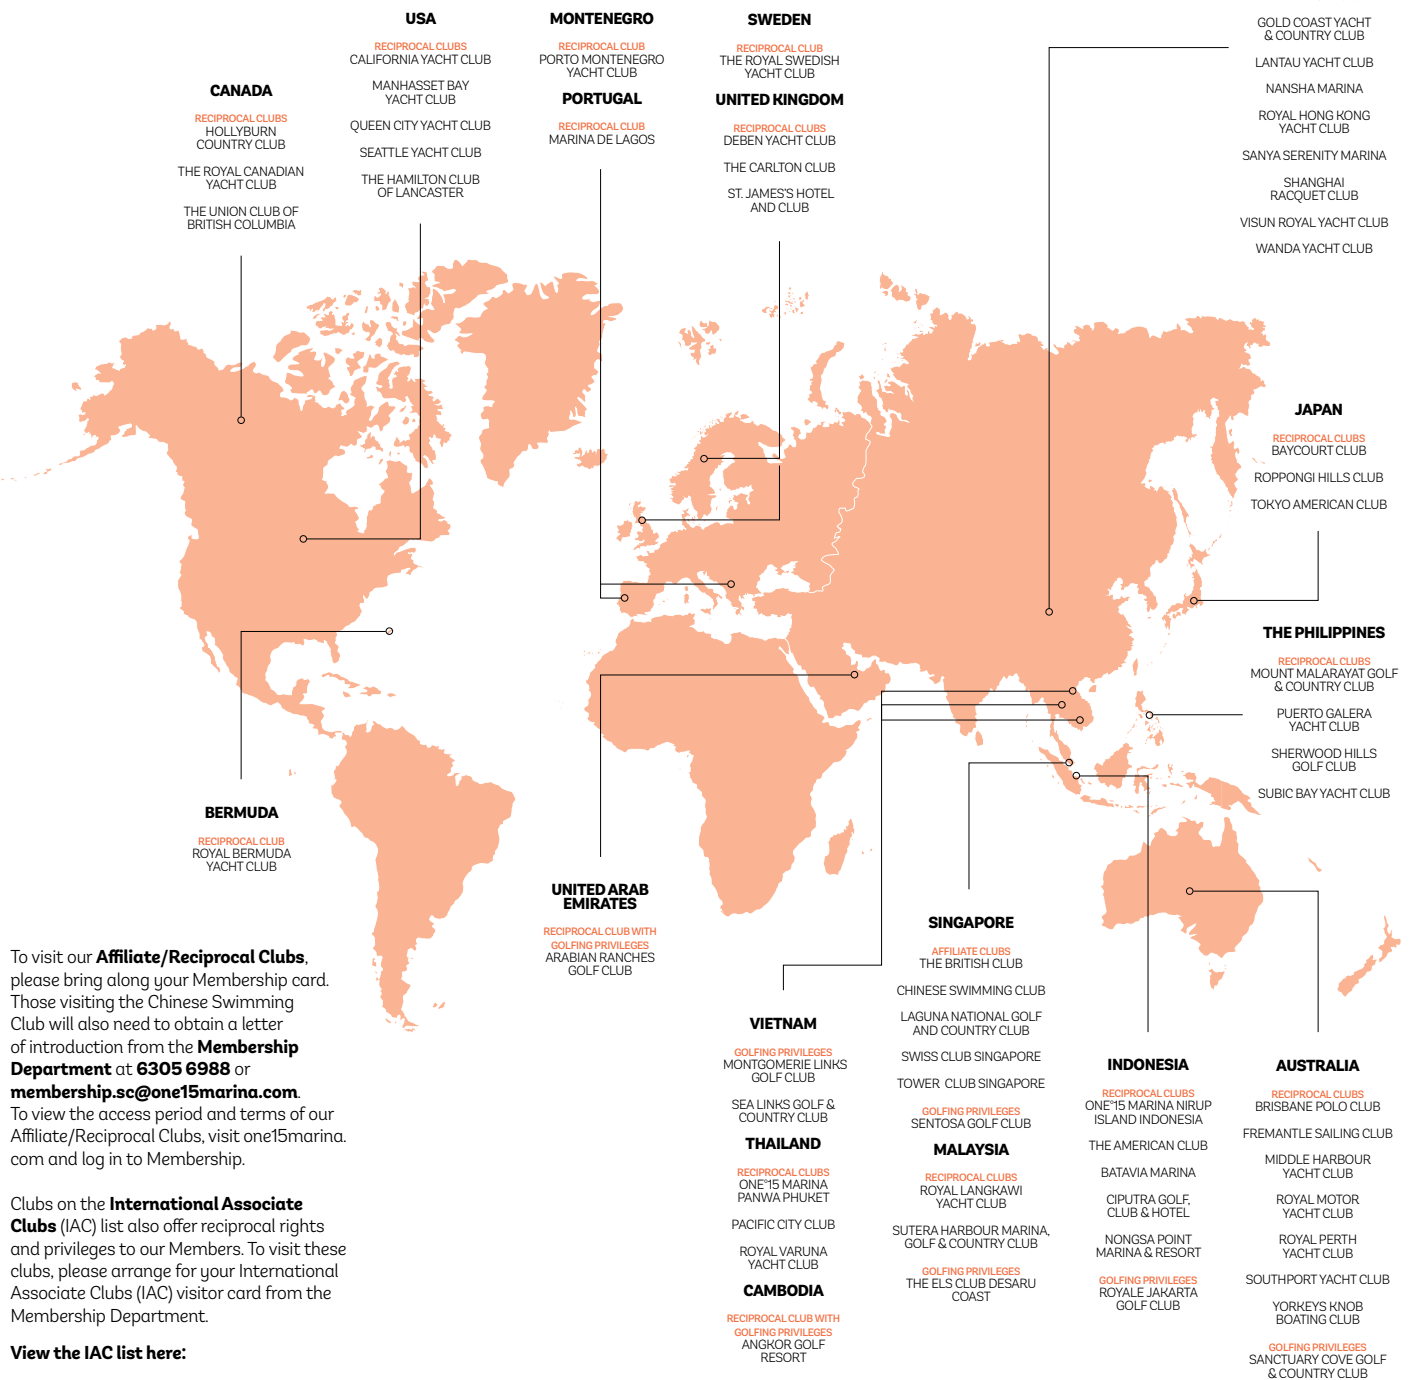 USA
RECIPROCAL CLUBS
CALIFORNIA YACHT CLUB
MANHASSET BAY
YACHT CLUB
QUEEN CITY YACHT CLUB
SEATTLE YACHT CLUB
THE HAMILTON CLUB
OF LANCASTER
MONTENEGRO
RECIPROCAL CLUB
PORTO MONTENEGRO
YACHT CLUB
PORTUGAL
RECIPROCAL CLUB
MARINA DE LAGOS
SWEDEN
RECIPROCAL CLUB
THE ROYAL SWEDISH
YACHT CLUB
UNITED KINGDOM
RECIPROCAL CLUBS
DEBEN YACHT CLUB
THE CARLTON CLUB
ST. JAMES'S HOTEL
AND CLUB
GOLD COAST YACHT
& COUNTRY CLUB
LANTAU YACHT CLUB
NANSHA MARINA
ROYAL HONG KONG
YACHT CLUB
SANYA SERENITY MARINA
SHANGHAI
RACQUET CLUB
VISUN ROYAL YACHT CLUB
WANDA YACHT CLUB
CANADA
RECIPROCAL CLUBS
HOLLYBURN
COUNTRY CLUB
THE ROYAL CANADIAN
YACHT CLUB
THE UNION CLUB OF
BRITISH COLUMBIA
JAPAN
RECIPROCAL CLUBS
BAYCOURT CLUB
ROPPONGI HILLS CLUB
TOKYO AMERICAN CLUB
THE PHILIPPINES
RECIPROCAL CLUBS
MOUNT MALARAYAT GOLF
& COUNTRY CLUB
PUERTO GALERA
YACHT CLUB
SHERWOOD HILLS
GOLF CLUB
SUBIC BAY YACHT CLUB
BERMUDA
RECIPROCAL CLUB
ROYAL BERMUDA
YACHT CLUB
UNITED ARAB
EMIRATES
RECIPROCAL CLUB WITH
GOLFING PRIVILEGES
ARABIAN RANCHES
GOLF CLUB
To visit our Affiliate/Reciprocal Clubs,
please bring along your Membership card.
Those visiting the Chinese Swimming
Club will also need to obtain a letter
of introduction from the Membership
Department at 6305 6988 or
membership.sc@one15marina.com.
To view the access period and terms of our
Affiliate/Reciprocal Clubs, visit one15marina.
com and log in to Membership.
Clubs on the International Associate
Clubs (IAC) list also offer reciprocal rights
and privileges to our Members. To visit these
clubs, please arrange for your International
Associate Clubs (IAC) visitor card from the
Membership Department.
View the IAC list here:
VIETNAM
GOLFING PRIVILEGES
MONTGOMERIE LINKS
GOLF CLUB
SEA LINKS GOLF &
COUNTRY CLUB
THAILAND
RECIPROCAL CLUBS
ONE°15 MARINA
PANWA PHUKET
PACIFIC CITY CLUB
ROYAL VARUNA
YACHT CLUB
CAMBODIA
RECIPROCAL CLUB WITH
GOLFING PRIVILEGES
ANGKOR GOLF
RESORT
SINGAPORE
AFFILIATE CLUBS
THE BRITISH CLUB
CHINESE SWIMMING CLUB
LAGUNA NATIONAL GOLF
AND COUNTRY CLUB
SWISS CLUB SINGAPORE
TOWER CLUB SINGAPORE
GOLFING PRIVILEGES
SENTOSA GOLF CLUB
MALAYSIA
RECIPROCAL CLUBS
ROYAL LANGKAWI
YACHT CLUB
SUTERA HARBOUR MARINA,
GOLF & COUNTRY CLUB
GOLFING PRIVILEGES
THE ELS CLUB DESARU
COAST
INDONESIA
RECIPROCAL CLUBS
ONE°15 MARINA NIRUP
ISLAND INDONESIA
THE AMERICAN CLUB
BATAVIA MARINA
CIPUTRA GOLF,
CLUB & HOTEL
NONGSA POINT
MARINA & RESORT
GOLFING PRIVILEGES
ROYALE JAKARTA
GOLF CLUB
AUSTRALIA
RECIPROCAL CLUBS
BRISBANE POLO CLUB
FREMANTLE SAILING CLUB
MIDDLE HARBOUR
YACHT CLUB
ROYAL MOTOR
YACHT CLUB
ROYAL PERTH
YACHT CLUB
SOUTHPORT YACHT CLUB
YORKEYS KNOB
BOATING CLUB
GOLFING PRIVILEGES
SANCTUARY COVE GOLF
& COUNTRY CLUB